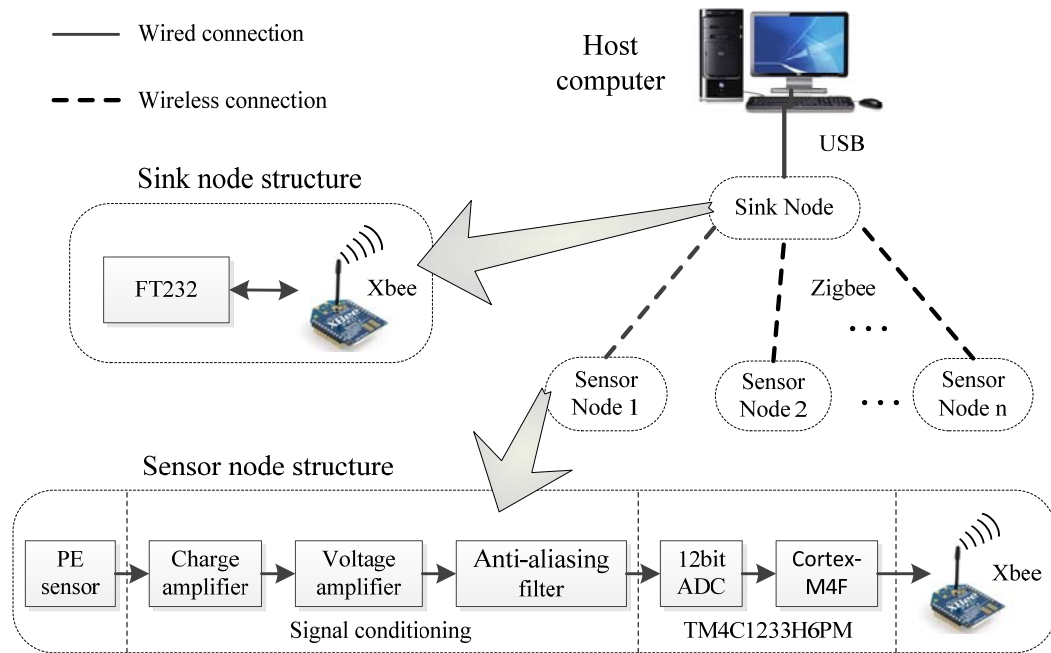 Wired connection
Wireless connection
Host
computer
USB
Sink node structure
Sink Node
FT232
Xbee
XBee
Zigbee
...
Sensor
Node 1
Sensor
Node 2
...
Sensor
Node n
Sensor node structure
PE
sensor
Charge
amplifier
Voltage
amplifier
Anti-aliasing
filter
12bit
ADC
Cortex-
M4F
Xbee
XBee
Signal conditioning
TM4C1233H6PM